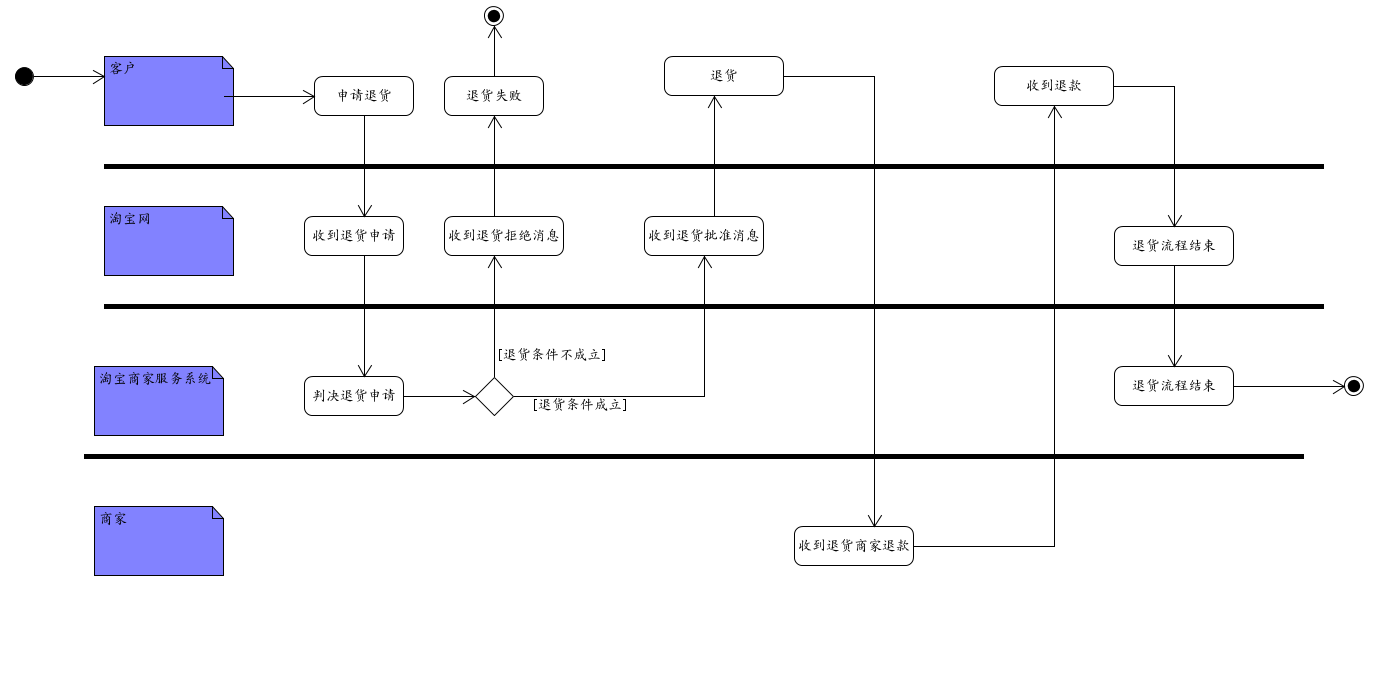 客户
申请退货
退货失败
退货
收到退款
淘宝网
收到退货申请
收到退货拒绝消息
收到退货批准消息
退货流程结束
[退货条件不成立]
淘宝商家服务系统
判决退货申请
[退货条件成立]
退货流程结束
商家
收到退货商家退款